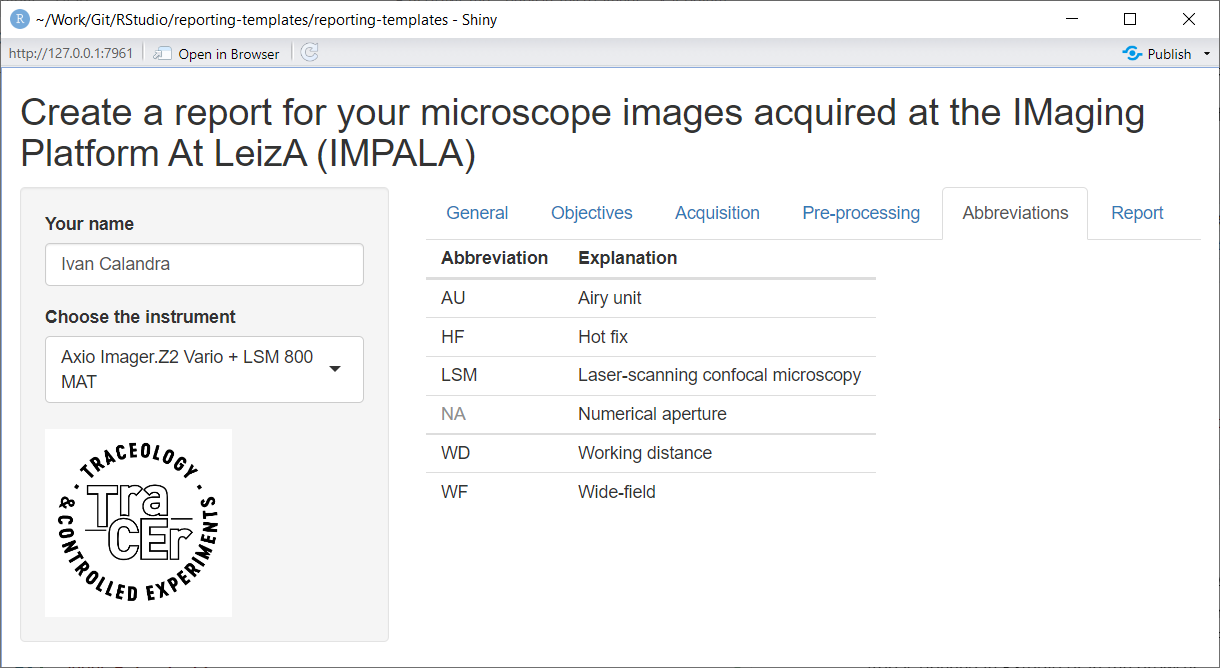 R ~/Work/Git/RStudio/reporting-templates/reporting-templates - Shiny
http://127.0.0.1:7961 Open in Browser Publish
Create a report for your microscope images acquired at the IMaging
Platform At LeizA (IMPALA)
Your name
Ivan Calandra
Choose the instrument
Axio Imager.Z2 Vario + LSM 800
MAT
· TRACEOLOGY ·
& CONTROLLED EXPERIMENTS
Tra
CEr
General Objectives Acquisition Pre-processing Abbreviations Report
Abbreviation Explanation
AU Airy unit
HF Hot fix
LSM Laser-scanning confocal microscopy
NA Numerical aperture
WD Working distance
WF Wide-field